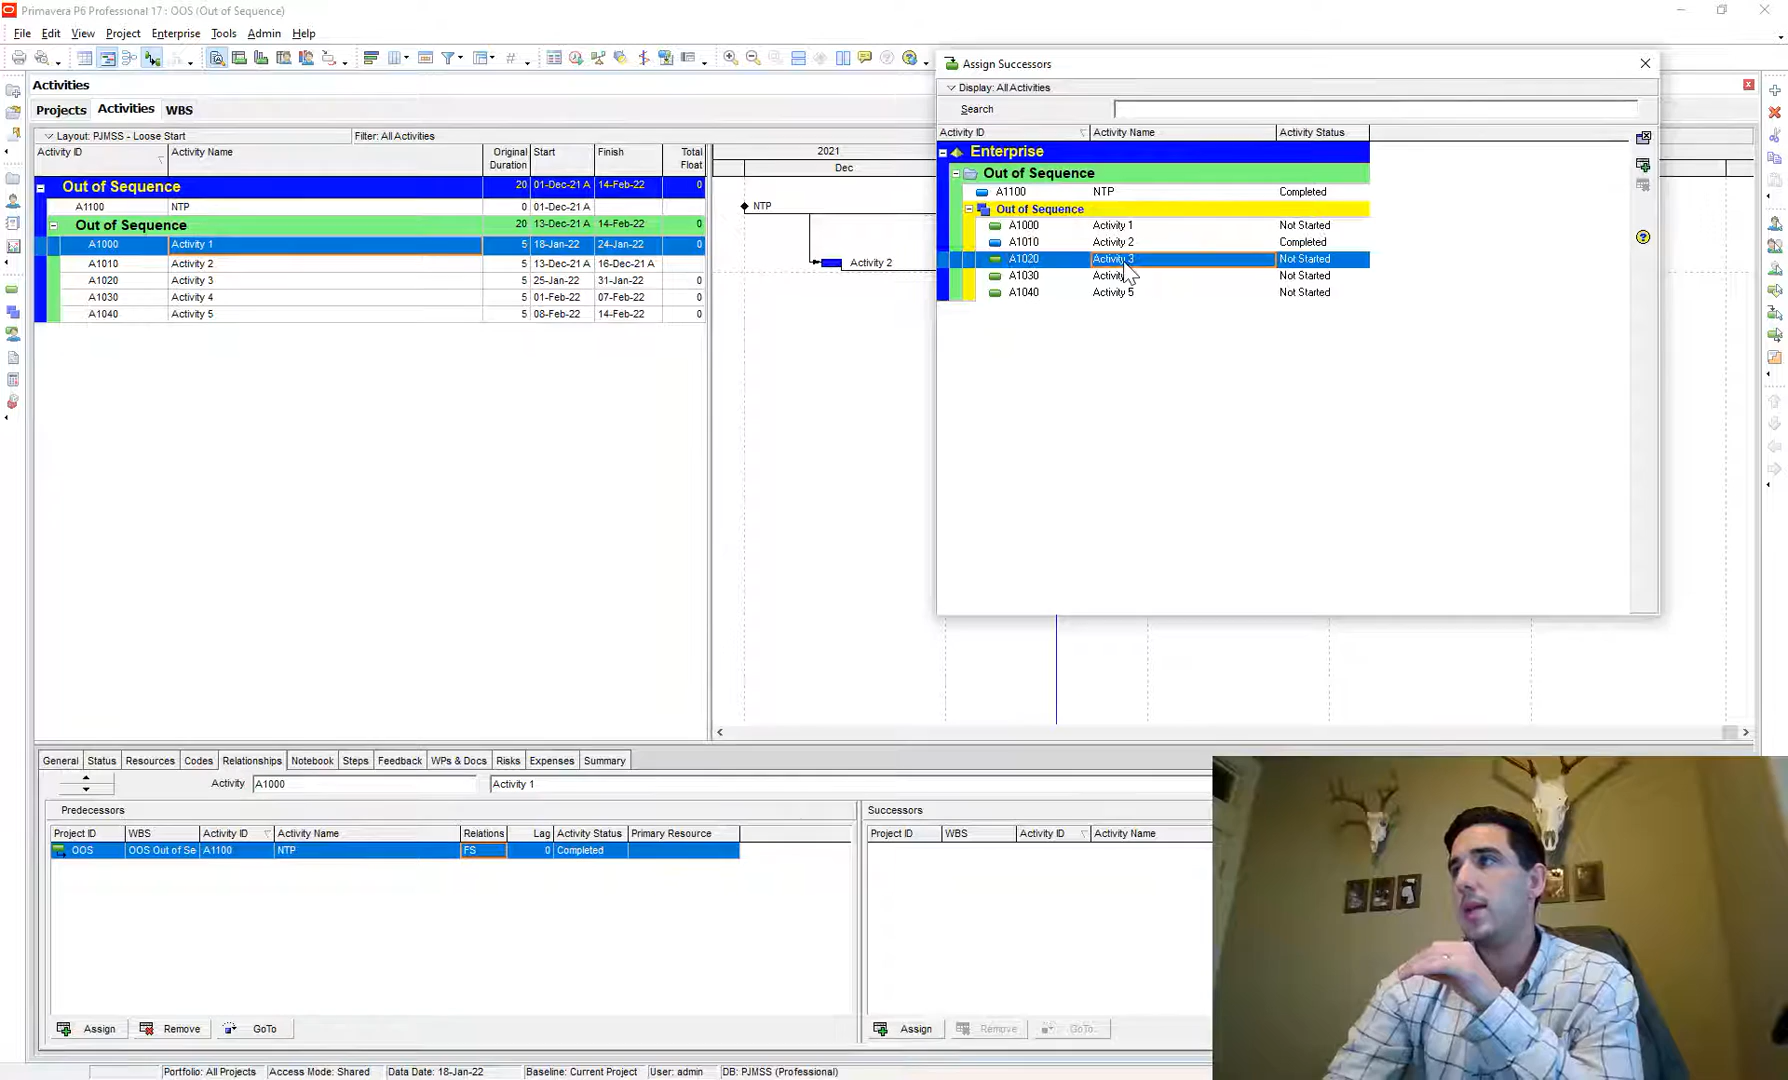 Primavera P6 Professional 17 : OOS (Out of Sequence)
File Edit View Project Enterprise Tools Admin Help
Activities
Projects Activities WBS
Layout: PJMSS - Loose Start Filter: All Activities
Activity ID Activity Name Original Duration Start Finish Total Float
Out of Sequence 20 01-Dec-21 A 14-Feb-22 0
A1100 NTP 0 01-Dec-21 A 0
Out of Sequence 20 13-Dec-21 A 14-Feb-22 0
A1000 Activity 1 5 18-Jan-22 24-Jan-22 0
A1010 Activity 2 5 13-Dec-21 A 16-Dec-21 A
A1020 Activity 3 5 25-Jan-22 31-Jan-22 0
A1030 Activity 4 5 01-Feb-22 07-Feb-22 0
A1040 Activity 5 5 08-Feb-22 14-Feb-22 0
2021
Dec
NTP
Activity 2
Assign Successors
Display: All Activities
Search
Activity ID Activity Name Activity Status
Enterprise
Out of Sequence
A1100 NTP Completed
Out of Sequence
A1000 Activity 1 Not Started
A1010 Activity 2 Completed
A1020 Activity 3 Not Started
A1030 Activity Not Started
A1040 Activity 5 Not Started
General Status Resources Codes Relationships Notebook Steps Feedback WPs & Docs Risks Expenses Summary
Activity A1000 Activity 1
Predecessors
Project ID WBS Activity ID Activity Name Relations Lag Activity Status Primary Resource
OOS OOS Out of Se A1100 NTP FS 0 Completed
Assign Remove GoTo
Successors
Project ID WBS Activity ID Activity Name
Assign Remove GoTo
Portfolio: All Projects Access Mode: Shared Data Date: 18-Jan-22 Baseline: Current Project User: admin DB: PJMSS (Professional)